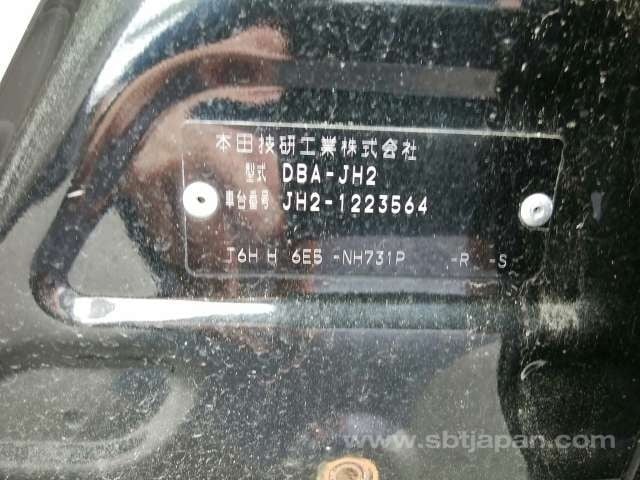 本田技研工業株式会社
型式 DBA-JH2
車台番号 JH2-1223564
J6H H 6E5 -NH731P -R -S
www.sbtjapan.com